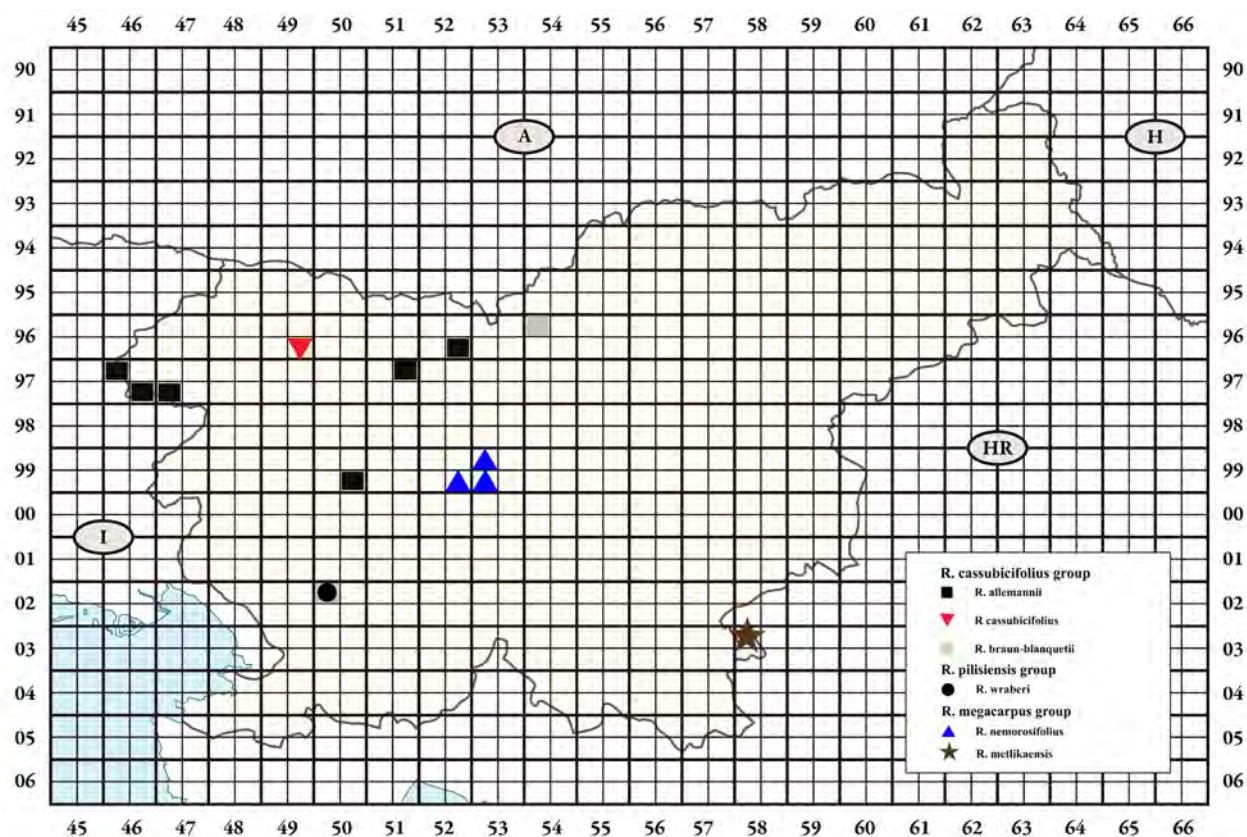 45 46 47 48 49 50 51 52 53 54 55 56 57 58 59 60 61 62 63 64 65 66
90 90
91 91
A H
92 92
93 93
94 94
95 95
96 96
97 97
98 98
HR
99 99
00 00
I
01 01
R. cassubicifolius group
R. allemannii
02 02
R cassubicifolius
03 R. braun-blanquetii 03
R. pilisiensis group
04 R. wraberi 04
R. megacarpus group
05 R. nemorosifolius 05
R. metlikaensis
06 06
45 46 47 48 49 50 51 52 53 54 55 56 57 58 59 60 61 62 63 64 65 66